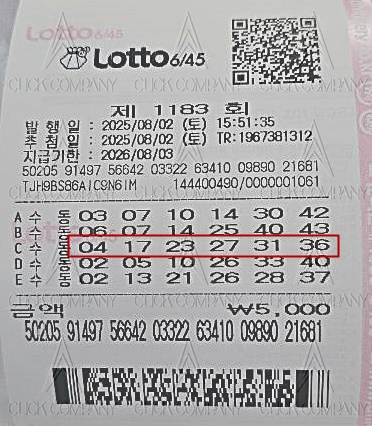 Lotto6/45
Lotto 6/45
제 1183 회
발 행 일 : 2025/08/02 (토) 15:51:35
추 첨 일 : 2025/08/02 (토) TR:1967381312
지급기한 : 2026/08/03
50205 91497 56642 03322 63410 09890 21681
TJH9BS86A|C9N61M 144400490/0000001061
A 수 동 03 07 10 14 30 42
B 수 동 06 07 14 25 40 43
C 수 동 04 17 23 27 31 36
D 수 동 02 05 10 26 33 40
E 수 동 02 13 21 26 28 37
금액 ₩5,000
50205 91497 56642 03322 63410 09890 21681
CLICK COMPANY